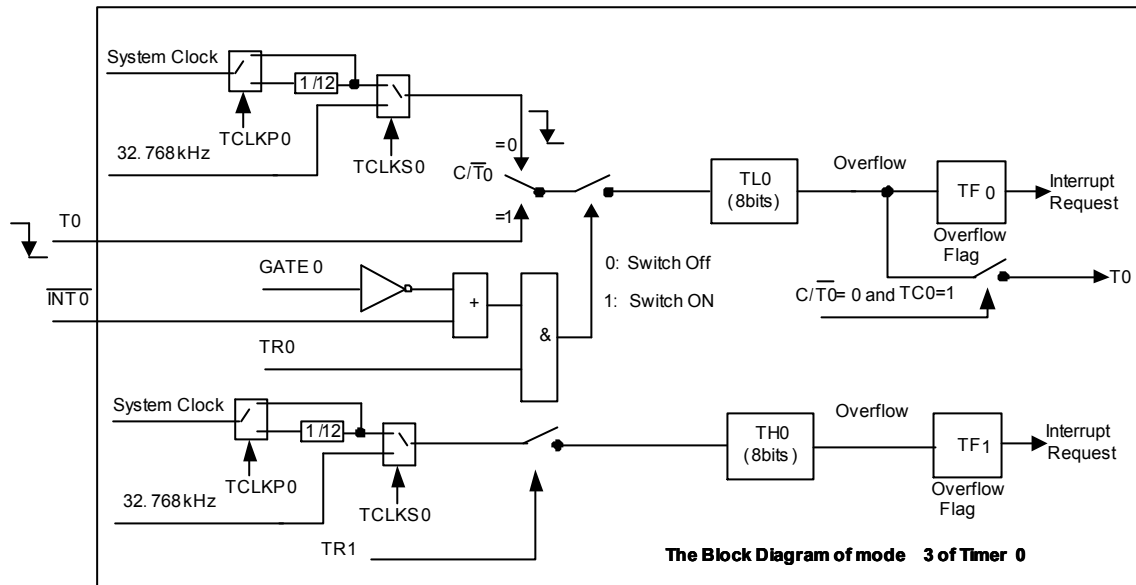 System Clock
1/12
TCLKP0
32.768kHz
TCLKS0
=0
C/T0
=1
T0
GATE0
INT0
+
&
TR0
0: Switch Off
1: Switch ON
TL0
(8bits)
Overflow
TF0
Interrupt
Request
Overflow
Flag
C/T0= 0 and TC0=1
T0
System Clock
1/12
TCLKP0
32.768kHz
TCLKS0
TR1
TH0
(8bits)
Overflow
TF1
Interrupt
Request
Overflow
Flag
The Block Diagram of mode 3 of Timer 0